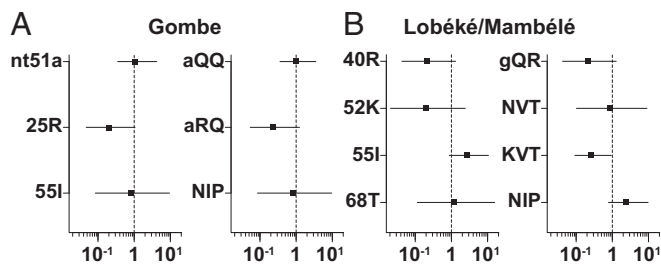 A Gombe B Lobéké/Mambélé
nt51a aQQ 40R gQR
52K NVT
25R aRQ
55I KVT
55I NIP 68T NIP
10⁻¹ 1 10¹ 10⁻¹ 1 10¹ 10⁻¹ 1 10¹ 10⁻¹ 1 10¹